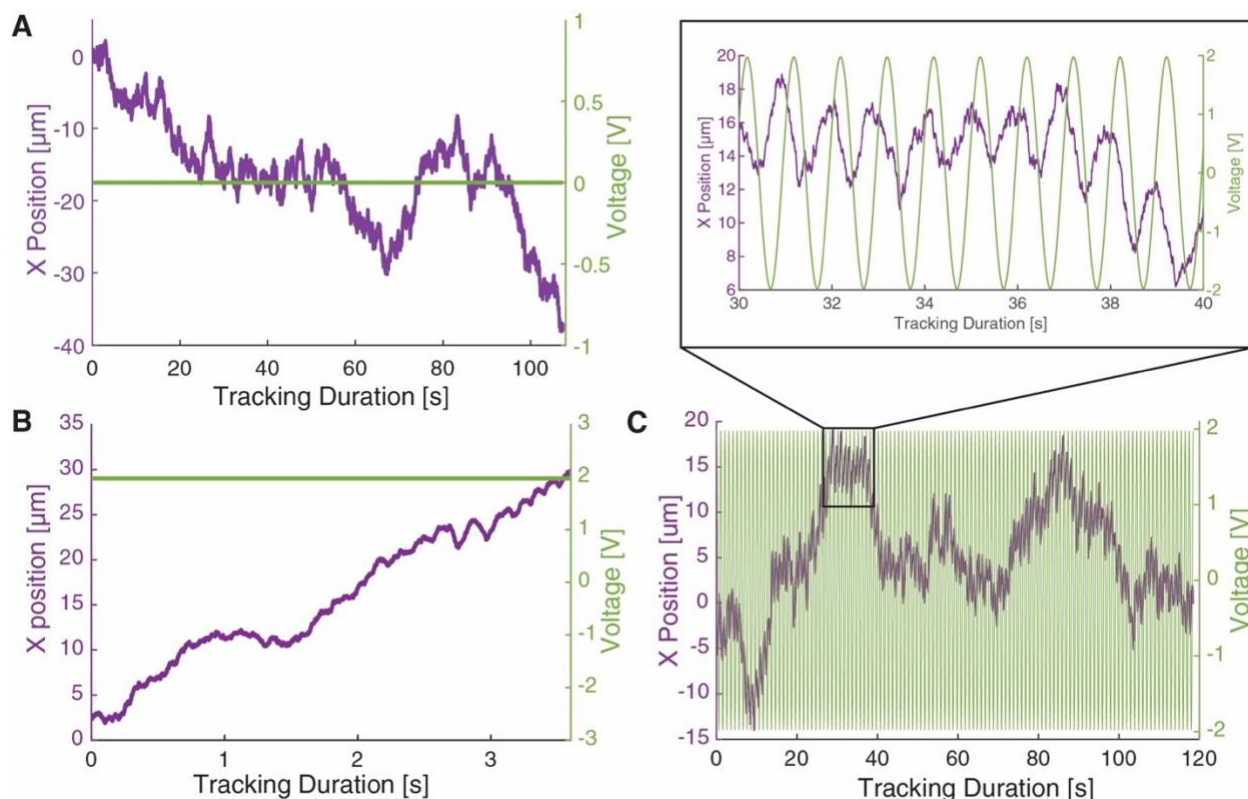 A
X Position [µm]
0
-10
-20
-30
-40
1
0.5
0
-0.5
-1
Voltage [V]
0 20 40 60 80 100
Tracking Duration [s]
X Position [µm]
20
18
16
14
12
10
8
6
2
1
0
-1
-2
Voltage [V]
30 32 34 36 38 40
Tracking Duration [s]
B
X position [µm]
35
30
25
20
15
10
5
0
3
2
1
0
-1
-2
-3
Voltage [V]
0 1 2 3
Tracking Duration [s]
C
X Position [µm]
20
15
10
5
0
-5
-10
-15
2
1
0
-1
-2
Voltage [V]
0 20 40 60 80 100 120
Tracking Duration [s]